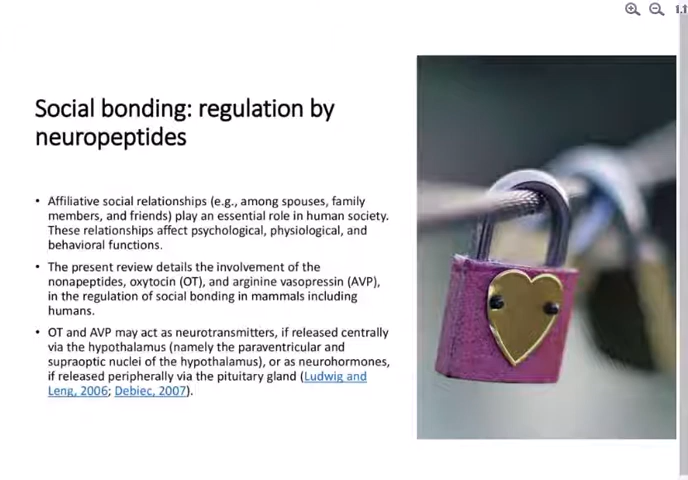 Social bonding: regulation by
neuropeptides
• Affiliative social relationships (e.g., among spouses, family
members, and friends) play an essential role in human society.
These relationships affect psychological, physiological, and
behavioral functions.
• The present review details the involvement of the
nonapeptides, oxytocin (OT), and arginine vasopressin (AVP),
in the regulation of social bonding in mammals including
humans.
• OT and AVP may act as neurotransmitters, if released centrally
via the hypothalamus (namely the paraventricular and
supraoptic nuclei of the hypothalamus), or as neurohormones,
if released peripherally via the pituitary gland (Ludwig and
Leng, 2006; Debiec, 2007).